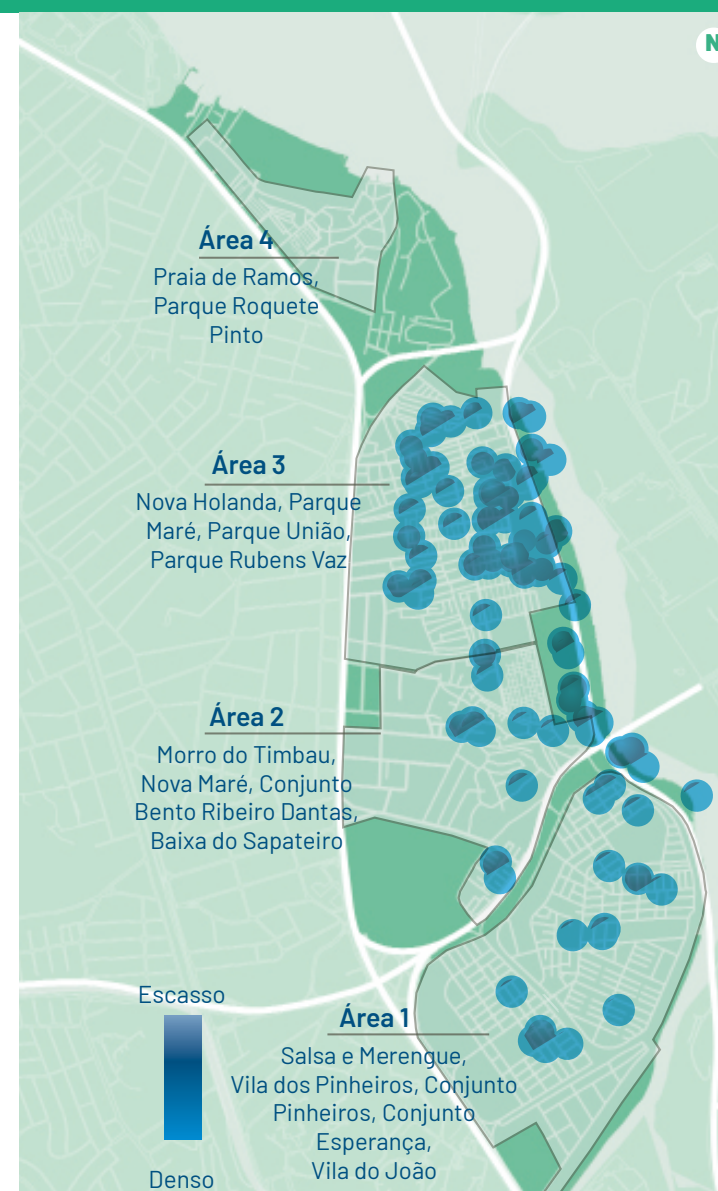 N
Área 4
Praia de Ramos,
Parque Roquete
Pinto
Área 3
Nova Holanda, Parque
Maré, Parque União,
Parque Rubens Vaz
Área 2
Morro do Timbau,
Nova Maré, Conjunto
Bento Ribeiro Dantas,
Baixa do Sapateiro
Escasso
Denso
Área 1
Salsa e Merengue,
Vila dos Pinheiros, Conjunto
Pinheiros, Conjunto
Esperança,
Vila do João